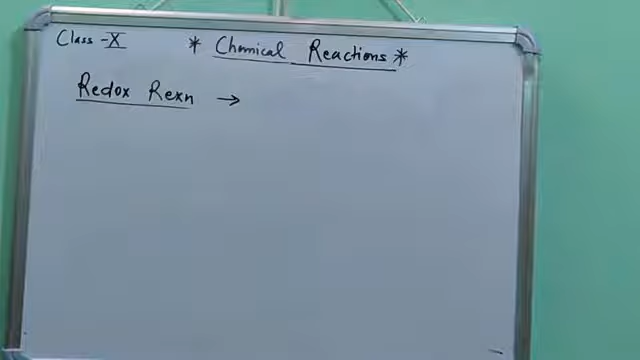 Class - X * Chemical Reactions *
Redox Rexn →